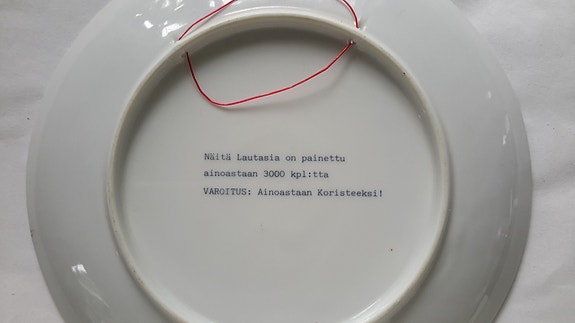 Näitä Lautasia on painettu
ainoastaan 3000 kpl:tta
VAROITUS: Ainoastaan Koristeeksi!